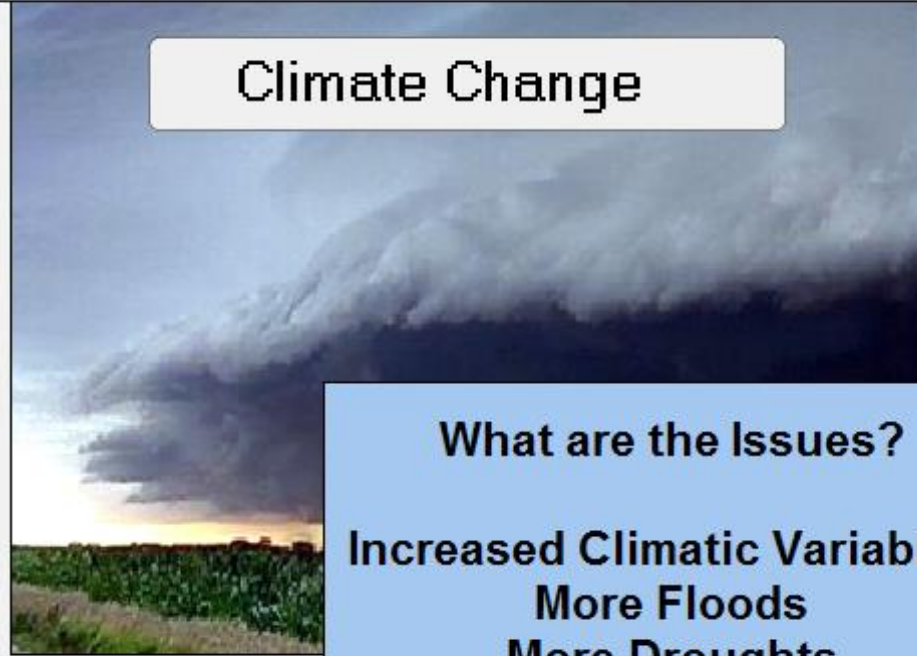 Climate Change
What are the Issues?
Increased Climatic Variab
More Floods
More Droughts